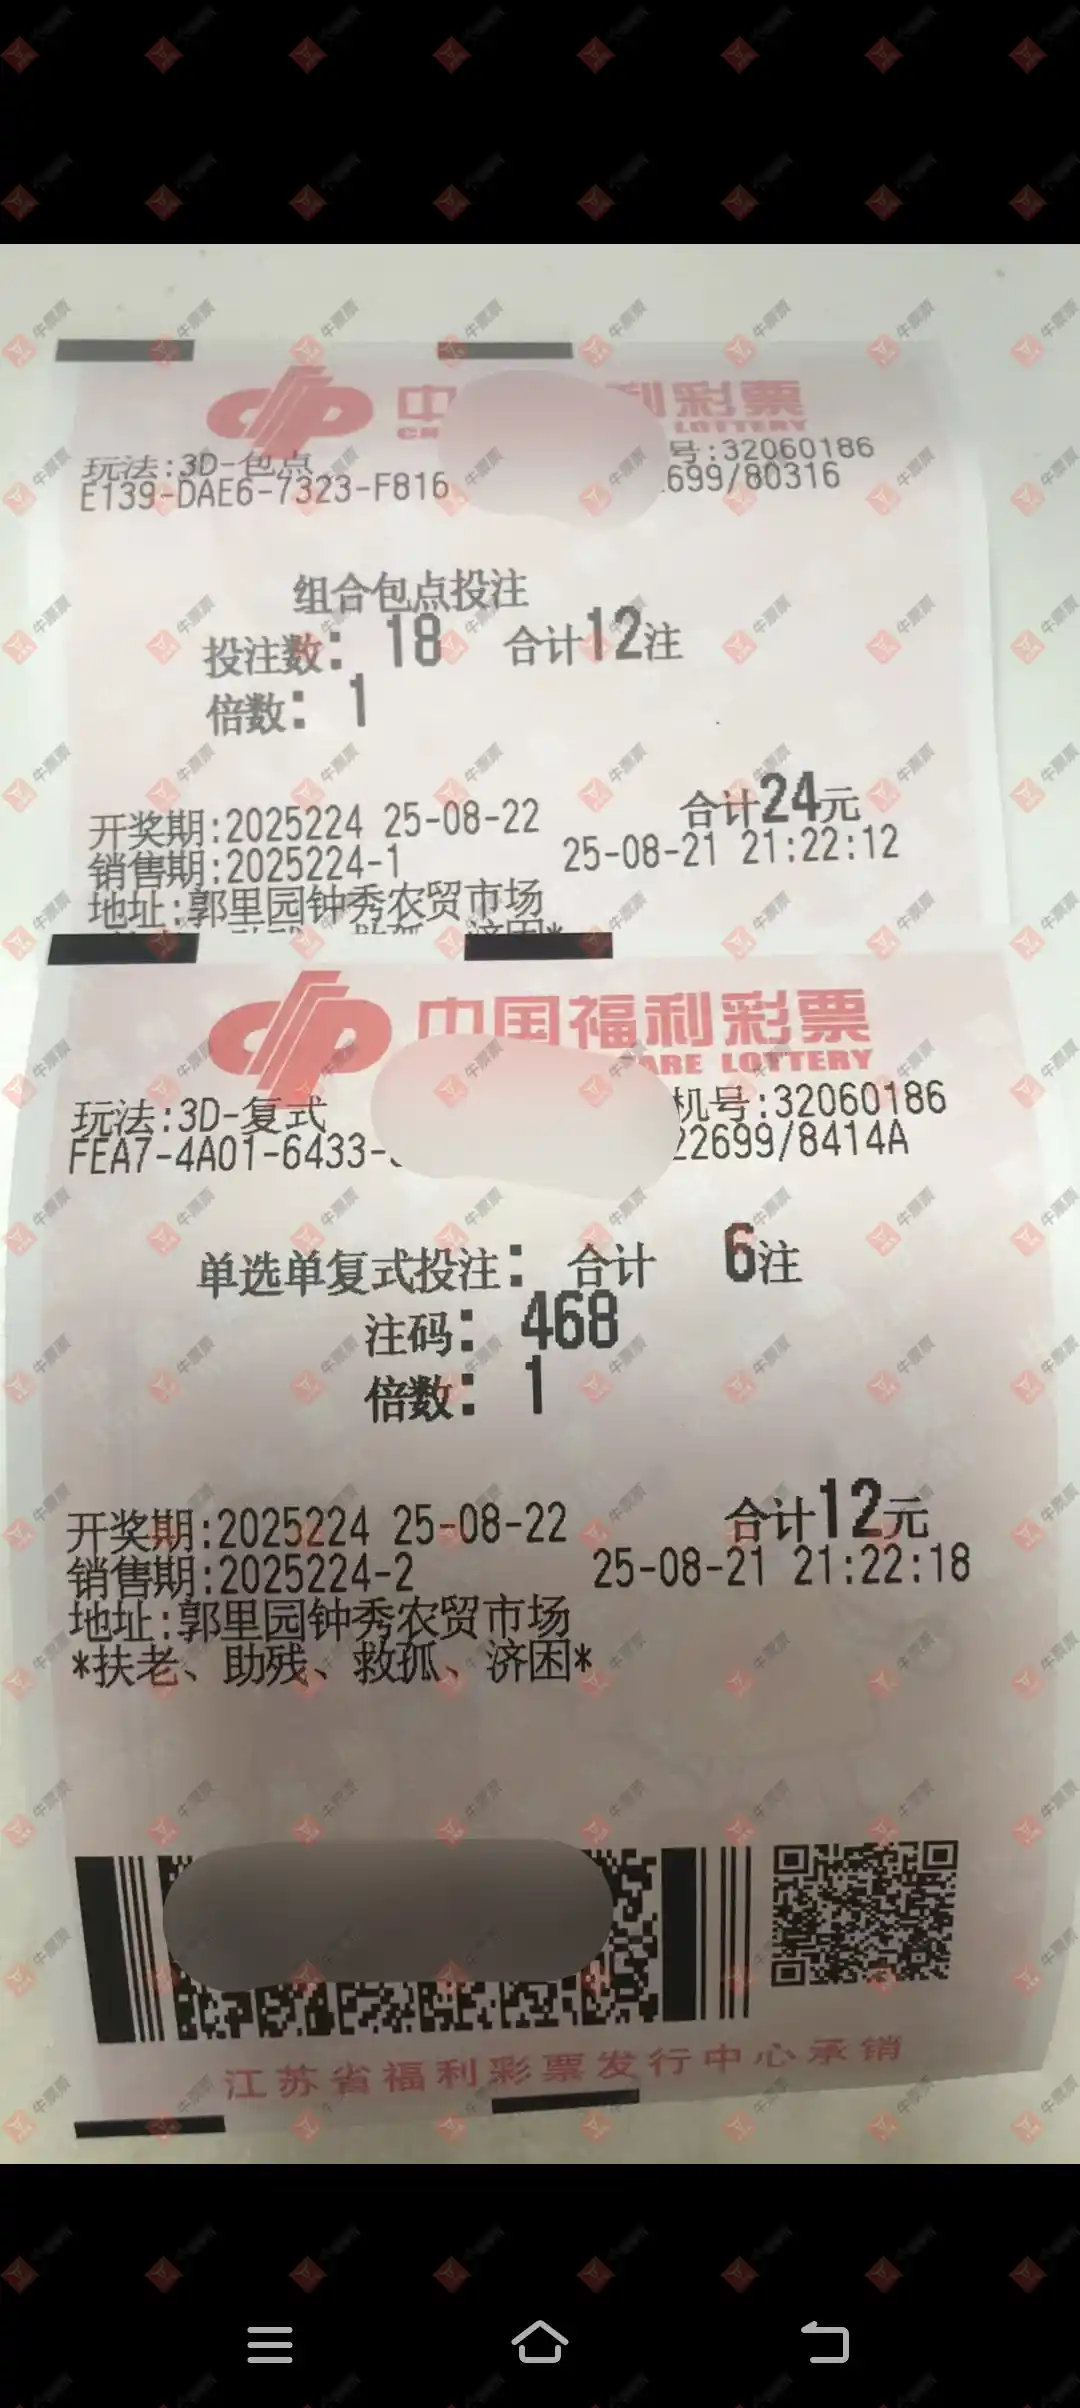 中 利彩票
LOTTERY
玩法:3D-包点 号:32060186
E139-DAE6-7323-F816 699/80316
组合包点投注
投注数: 18 合计12注
倍数: 1
合计24元
开奖期:2025224 25-08-22
销售期:2025224-1 25-08-21 21:22:12
地址:郭里园钟秀农贸市场
中国福利彩票
ARE LOTTERY
玩法:3D-复式 机号:32060186
FEA7-4A01-6433- 22699/8414A
单选单复式投注: 合计 6注
注码: 468
倍数: 1
合计12元
开奖期:2025224 25-08-22
销售期:2025224-2 25-08-21 21:22:18
地址:郭里园钟秀农贸市场
*扶老、助残、救孤、济困*
江苏省福利彩票发行中心承销
牛票票